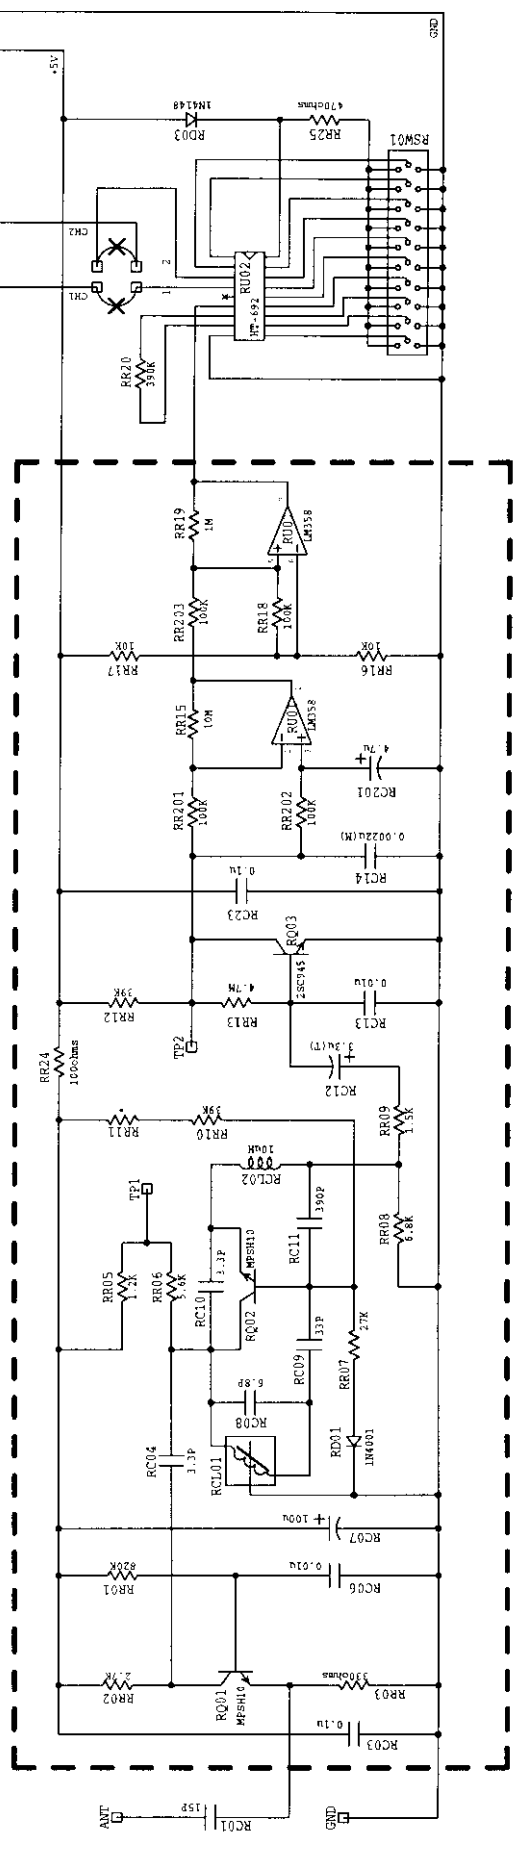 GND
+5V
1N4148
RD03
470ohms
RR25
RSW01
CH2
2
CH1
1
RU02
HT-692
RR20
390K
RR19
1M
LM358
RR203
100K
RR18
100K
10K
RR17
10K
RR16
RR15
10M
LM358
4.7u
+
RC201
RR201
100K
RR202
100K
0.0022u(M)
RC14
0.1u
RC23
RQ03
2SC945
39K
RR12
4.7M
RR13
0.01u
RC13
TP2
RR24
100ohms
3.3u(T)
+
RC12
RR11
39K
RR10
RR09
1.5K
10uH
RCL02
TP1
390P
RC11
RR08
6.8K
RR05
1.2K
RR06
5.6K
RC10
3.3P
MPSH10
RQ02
RC09
33P
RR07
27K
6.8P
RC08
RD01
1N4001
RC04
3.3P
RCL01
+
100u
RC07
820K
RR01
0.01u
RC06
2.7K
RR02
RQ01
MPSH10
330ohms
RR03
0.1u
RC03
ANT
15P
RC01
GND